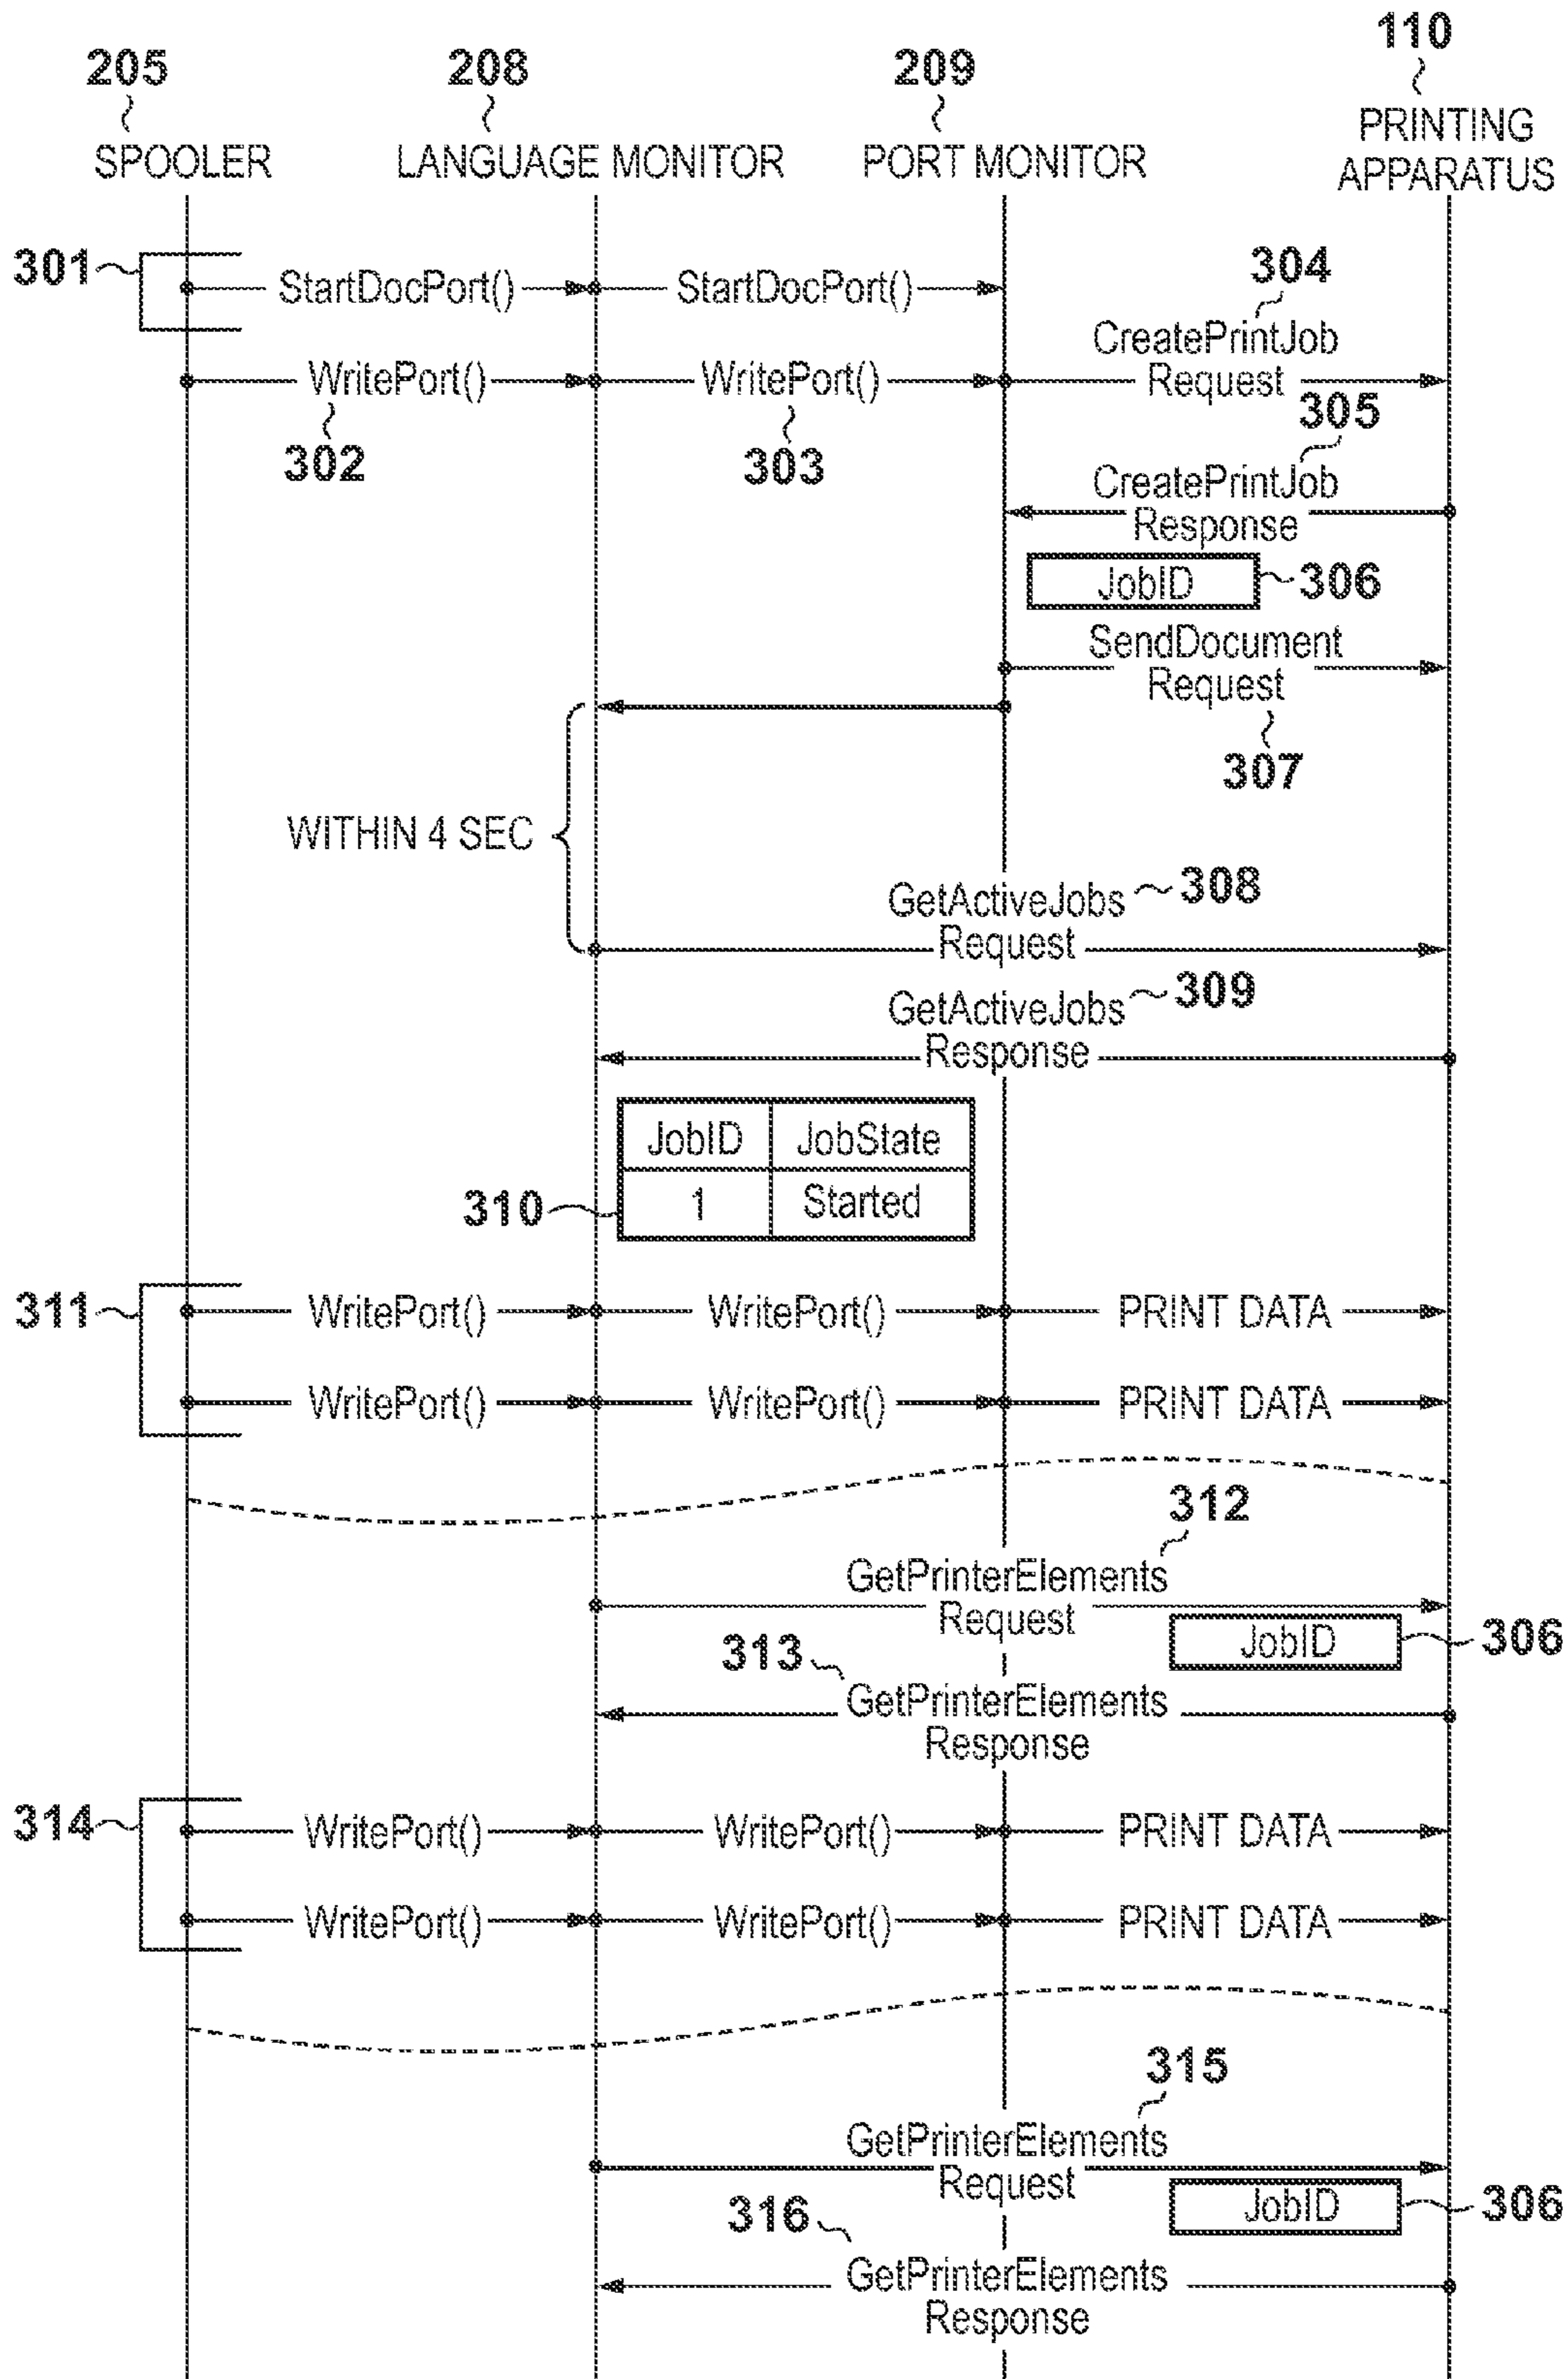 110
205 208 209
PRINTING
SPOOLER LANGUAGE MONITOR PORT MONITOR APPARATUS
301
StartDocPort() StartDocPort()
304
CreatePrintJob
WritePort() WritePort() Request
302 303
305
CreatePrintJob
Response
JobID 306
SendDocument
Request
307
WITHIN 4 SEC
GetActiveJobs 308
Request
GetActiveJobs 309
Response
JobID JobState
310 1 Started
311
WritePort() WritePort() PRINT DATA
WritePort() WritePort() PRINT DATA
312
GetPrinterElements
Request
JobID 306
313
GetPrinterElements
Response
314
WritePort() WritePort() PRINT DATA
WritePort() WritePort() PRINT DATA
315
GetPrinterElements
Request
JobID 306
316
GetPrinterElements
Response